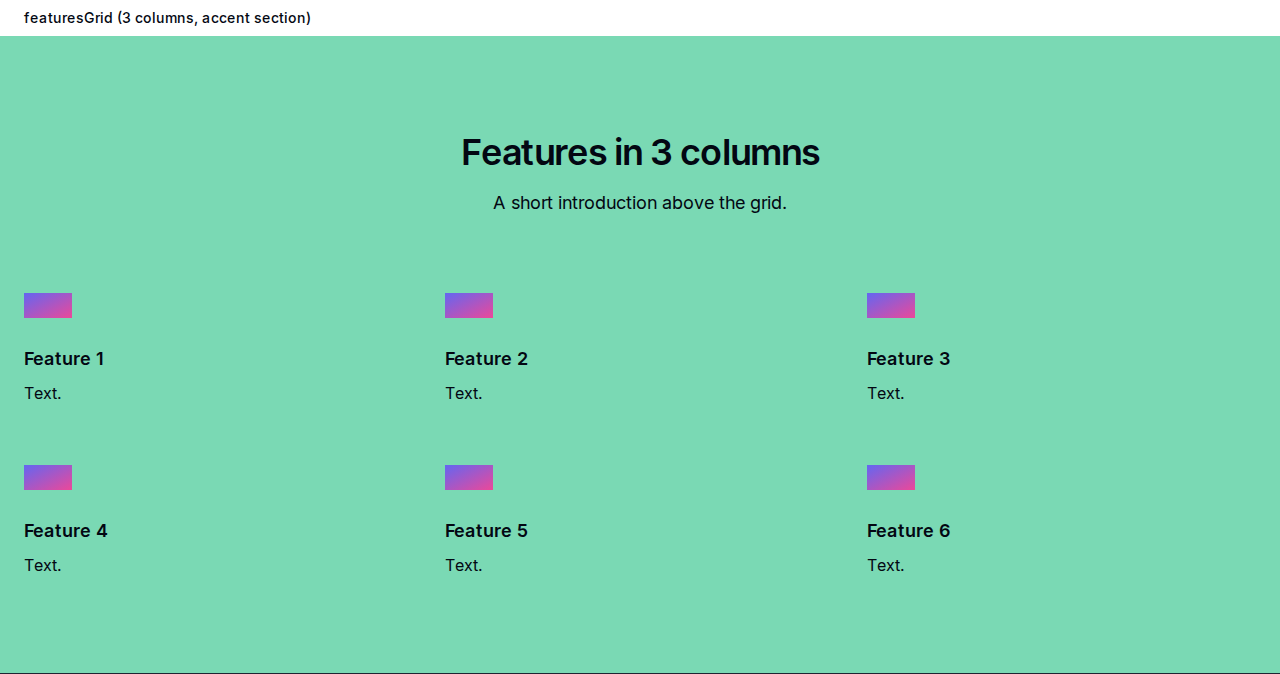 featuresGrid (3 columns, accent section)
Features in 3 columns
A short introduction above the grid.
Feature 1
Text.
Feature 2
Text.
Feature 3
Text.
Feature 4
Text.
Feature 5
Text.
Feature 6
Text.